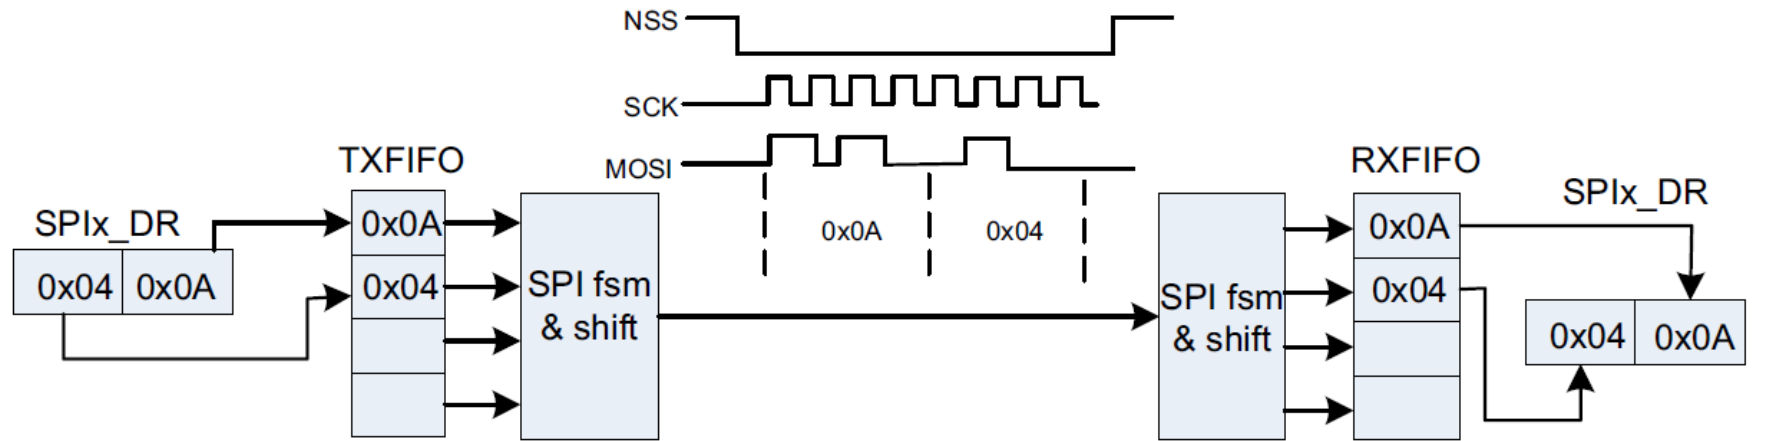 NSS
SCK
MOSI
TXFIFO
RXFIFO
SPIx_DR
SPIx_DR
0x04 0x0A
0x0A
0x04
SPI fsm
& shift
0x0A
0x04
SPI fsm
& shift
0x0A
0x04
0x04 0x0A